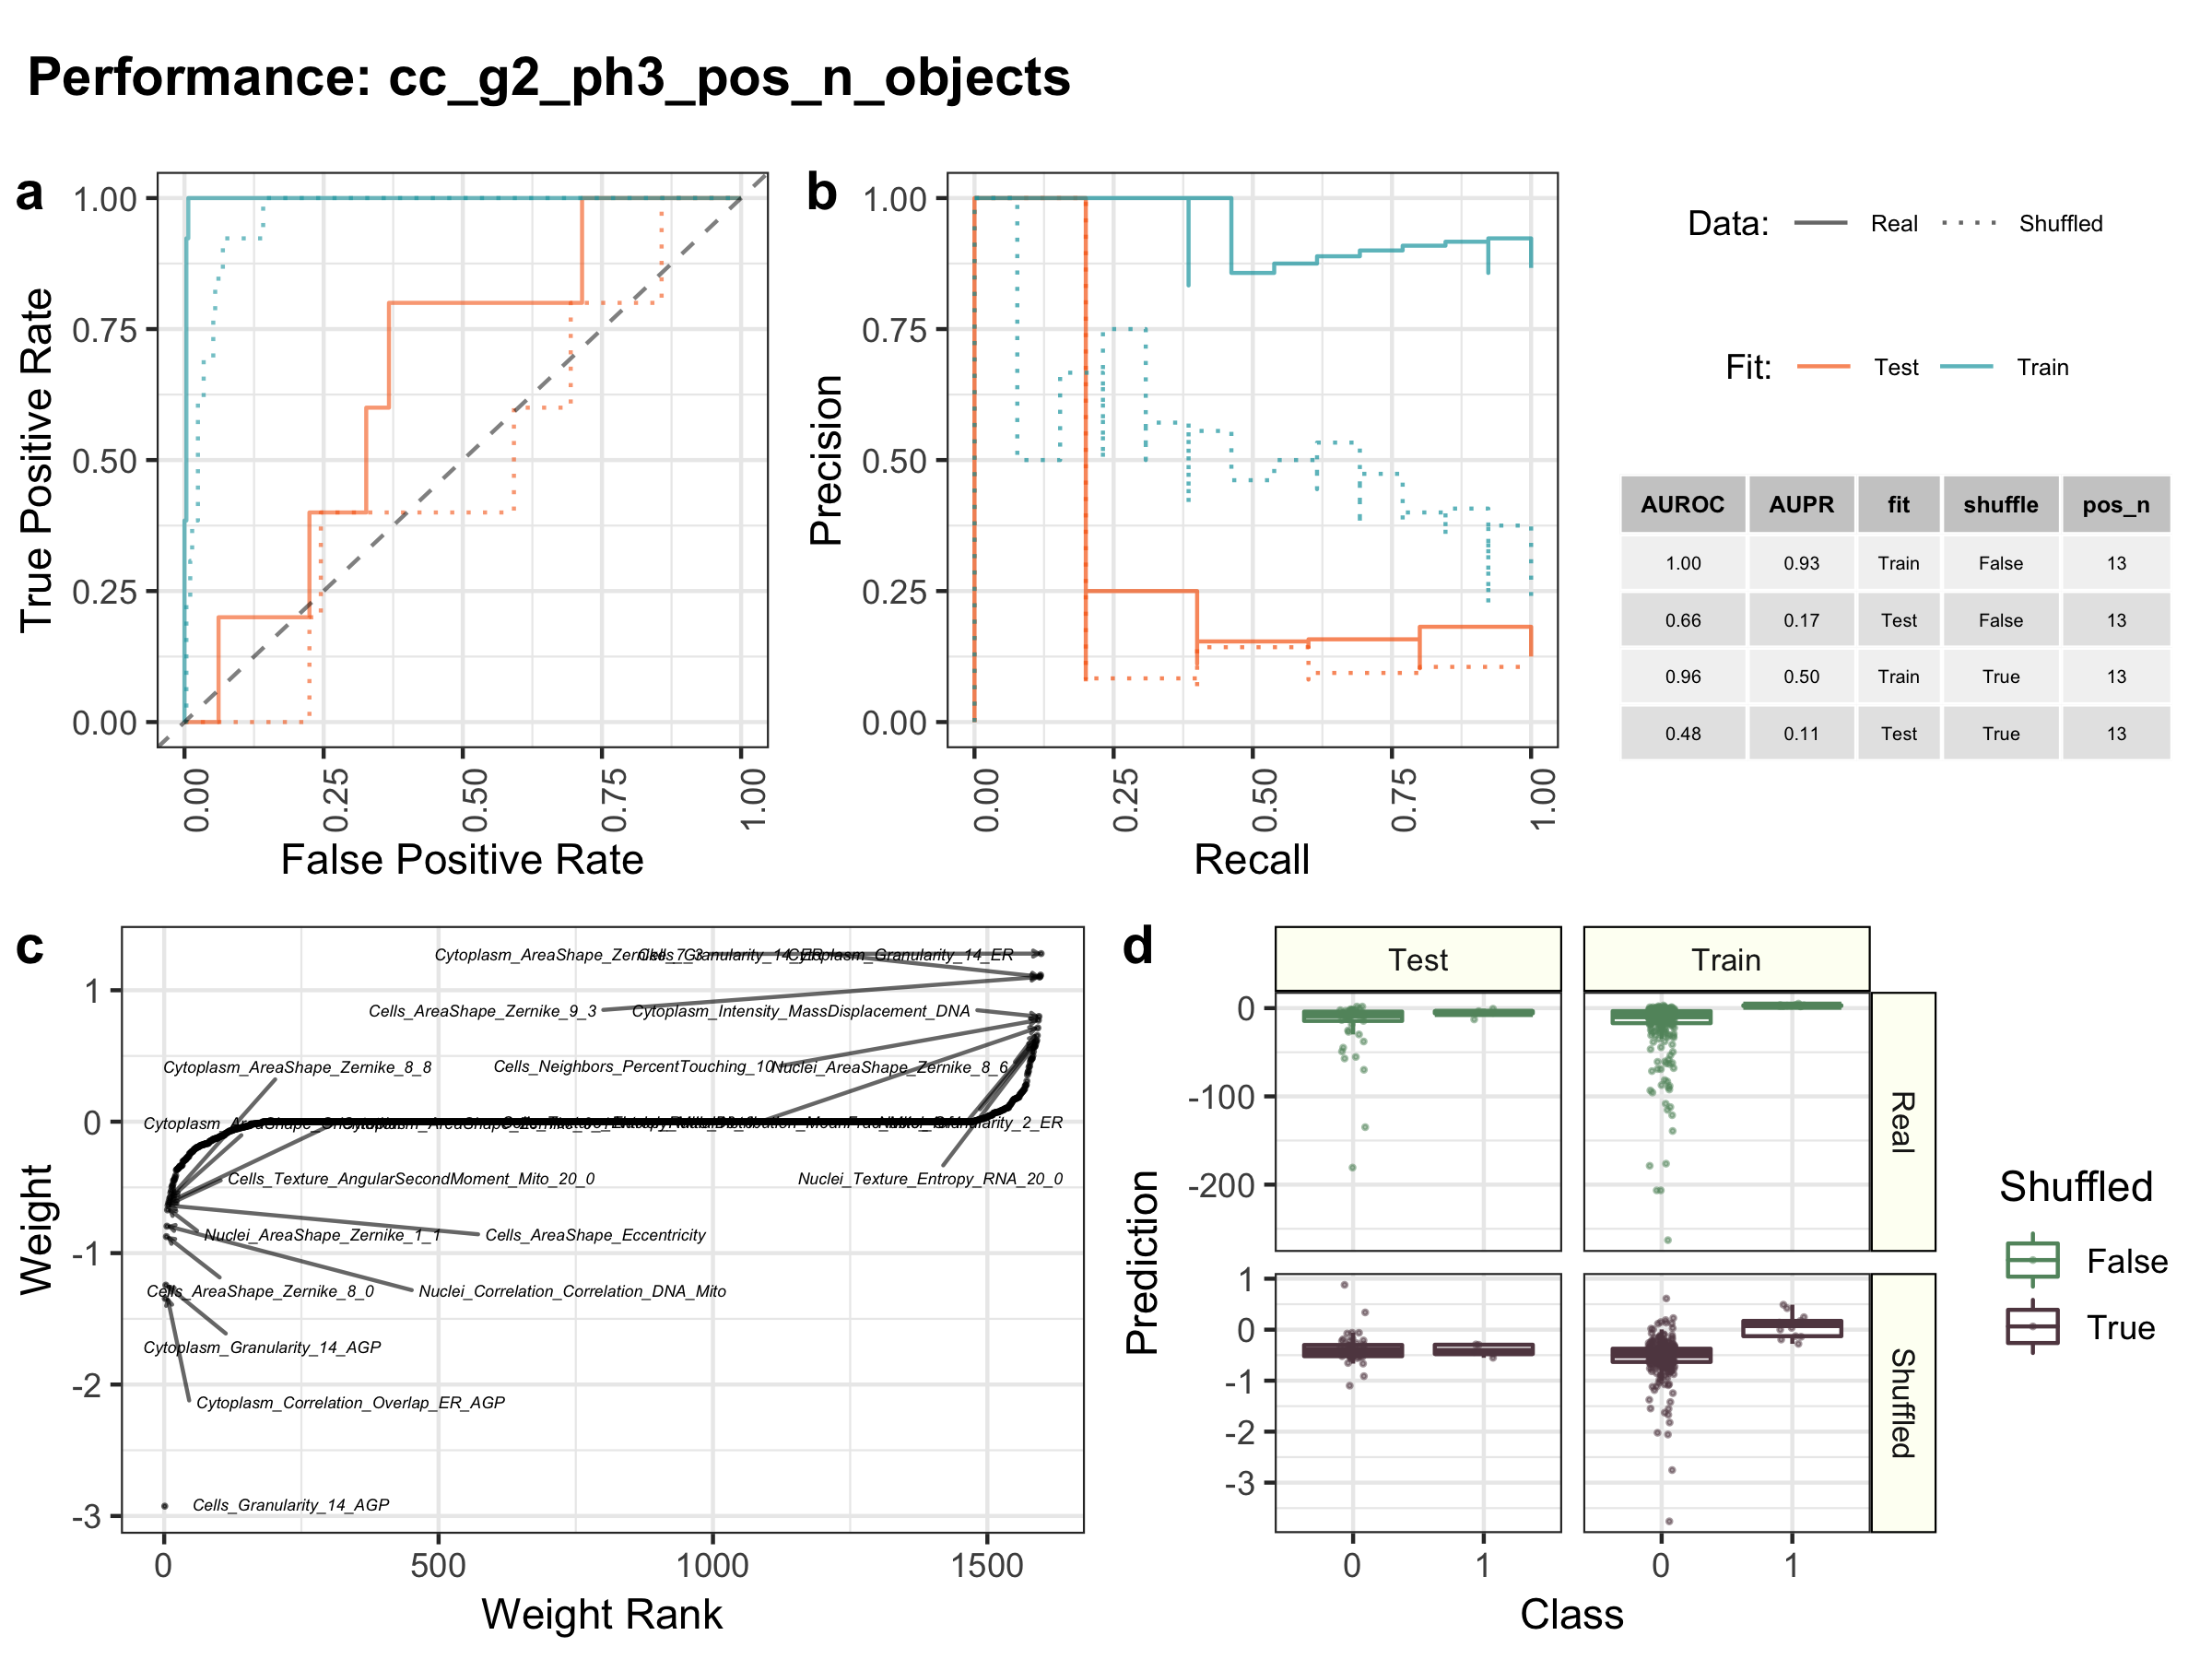 Performance: cc_g2_ph3_pos_n_objects
a
1.00
0.75
0.50
0.25
0.00
True Positive Rate
0.00
0.25
0.50
0.75
1.00
False Positive Rate
b
1.00
0.75
0.50
0.25
0.00
Precision
0.00
0.25
0.50
0.75
1.00
Recall
Data: Real Shuffled
Fit: Test Train
AUROC AUPR fit shuffle pos_n
1.00 0.93 Train False 13
0.66 0.17 Test False 13
0.96 0.50 Train True 13
0.48 0.11 Test True 13
c
1
0
-1
-2
-3
Weight
Cytoplasm_AreaShape_Zernike_7_3
Cells_Granularity_14_ER
Cytoplasm_Granularity_14_ER
Cells_AreaShape_Zernike_9_3
Cytoplasm_Intensity_MassDisplacement_DNA
Cytoplasm_AreaShape_Zernike_8_8
Cells_Neighbors_PercentTouching_10
Nuclei_AreaShape_Zernike_8_6
Cells_Texture_AngularSecondMoment_Mito_20_0
Nuclei_Texture_Entropy_RNA_20_0
Nuclei_AreaShape_Zernike_1_1
Cells_AreaShape_Eccentricity
Cells_AreaShape_Zernike_8_0
Nuclei_Correlation_Correlation_DNA_Mito
Cytoplasm_Granularity_14_AGP
Cytoplasm_Correlation_Overlap_ER_AGP
Cells_Granularity_14_AGP
0
500
1000
1500
Weight Rank
d
Test
Train
0
-100
-200
Real
1
0
-1
-2
-3
Shuffled
Prediction
0
1
0
1
Class
Shuffled
False
True